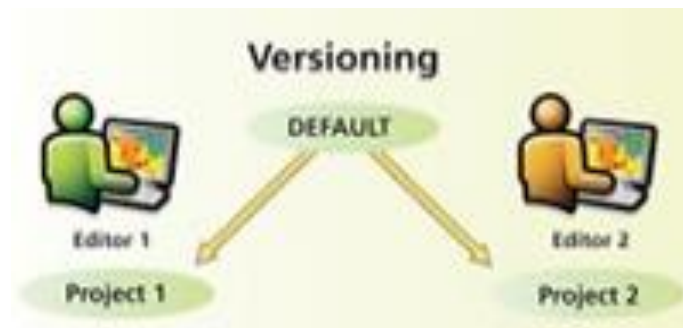 Versioning
DEFAULT
Editor 1
Editor 2
Project 1
Project 2